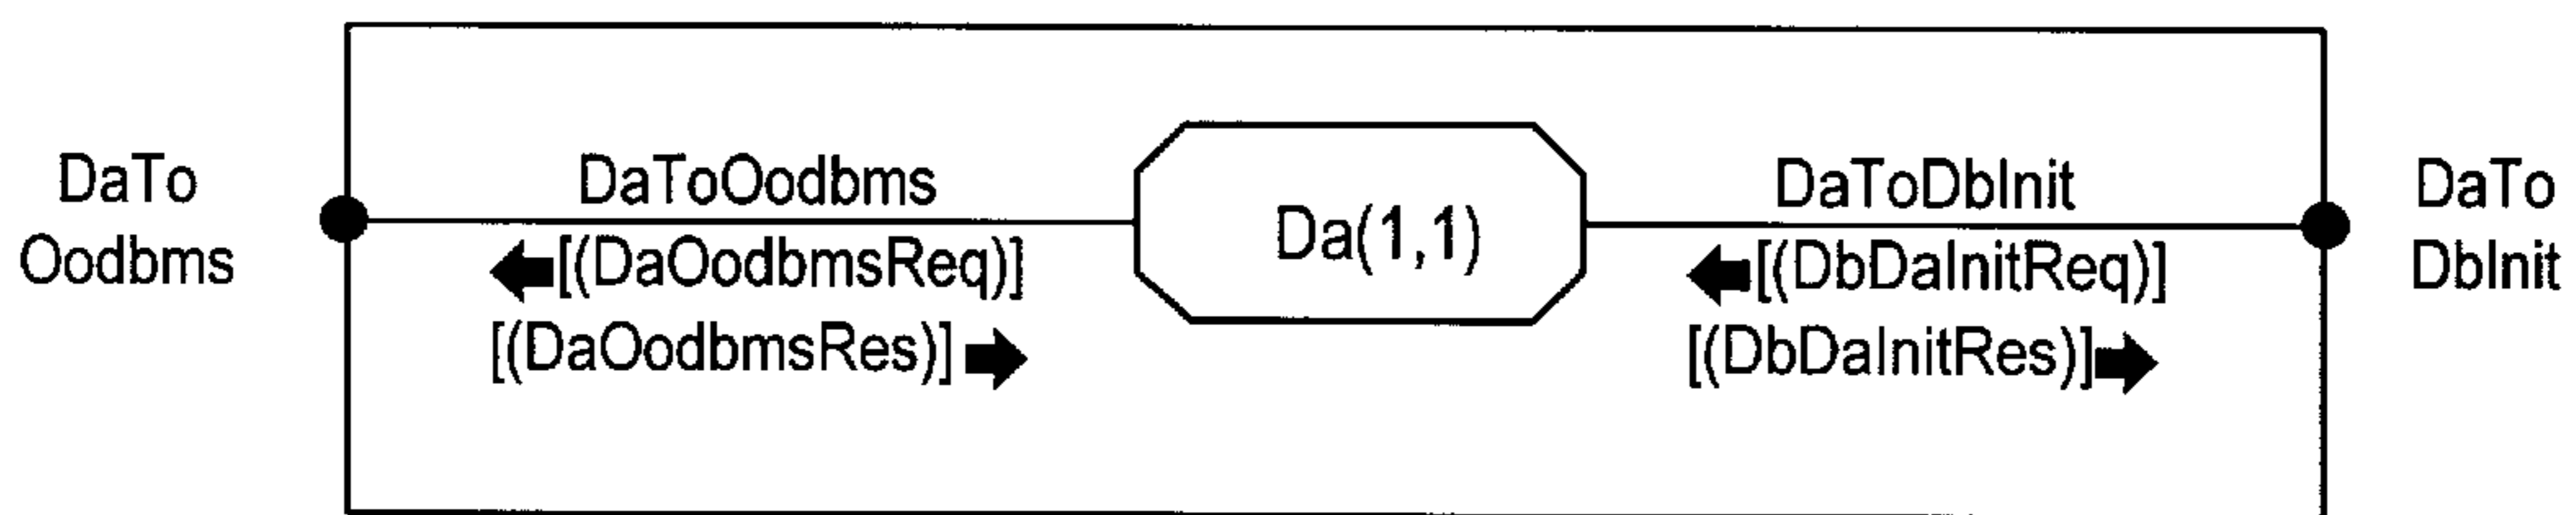 DaTo
Oodbms
DaToOodbms
[(DaOodbmsReq)]
[(DaOodbmsRes)]
Da(1,1)
DaToDbInit
[(DbDaInitReq)]
[(DbDaInitRes)]
DaTo
DbInit